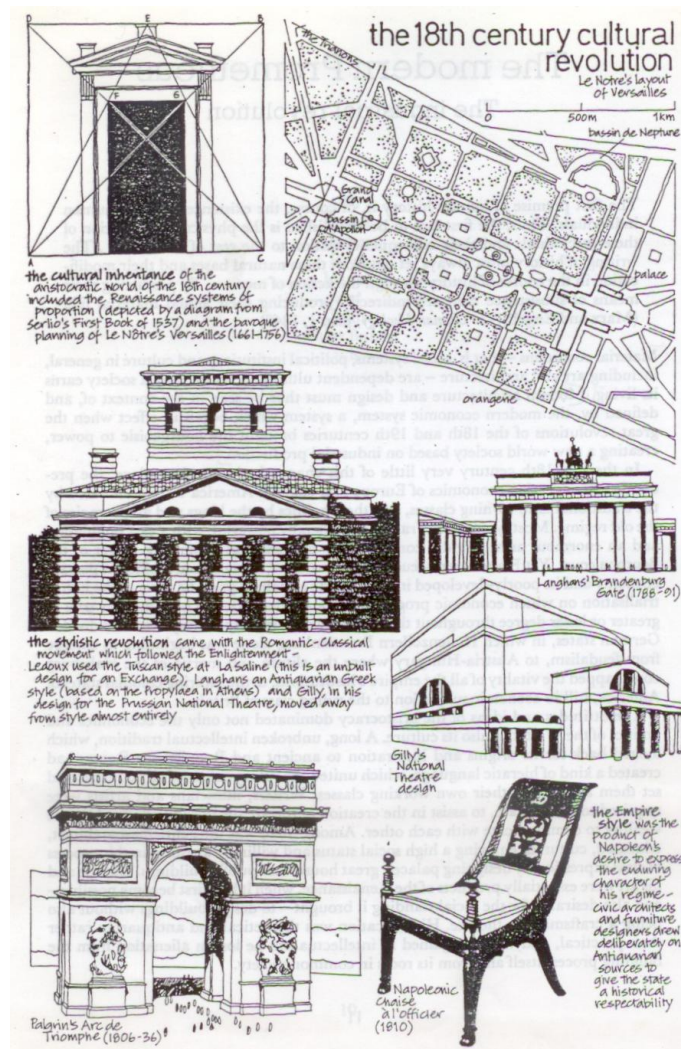 the 18th century cultural
revolution
Le Nôtre's layout
of Versailles
0 500m 1km
bassin de Neptune
the Trianons
Grand
Canal
bassin
d'Apollon
palace
orangerie
D E B
F G
A C
the cultural inheritance of the
aristocratic world of the 18th century
included the Renaissance systems of
proportion (depicted by a diagram from
Serlio's First Book of 1537) and the baroque
planning of Le Nôtre's Versailles (1661-1756)
Langhans' Brandenburg
Gate (1788-91)
the stylistic revolution came with the Romantic-Classical
movement which followed the Enlightenment -
Ledoux used the Tuscan style at 'La Saline' (this is an unbuilt
design for an Exchange), Langhans an Antiquarian Greek
style (based on the Propylaea in Athens) and Gilly, in his
design for the Prussian National Theatre, moved away
from style almost entirely
Gilly's
National
Theatre
design
the Empire
style was the
product of
Napoleon's
desire to express
the enduring
character of
his regime -
civic architects
and furniture
designers drew
deliberately on
Antiquarian
sources to
give the state
a historical
respectability
Napoleonic
chaise
à l'officier
(1810)
Palgrin's Arc de
Triomphe (1806-36)